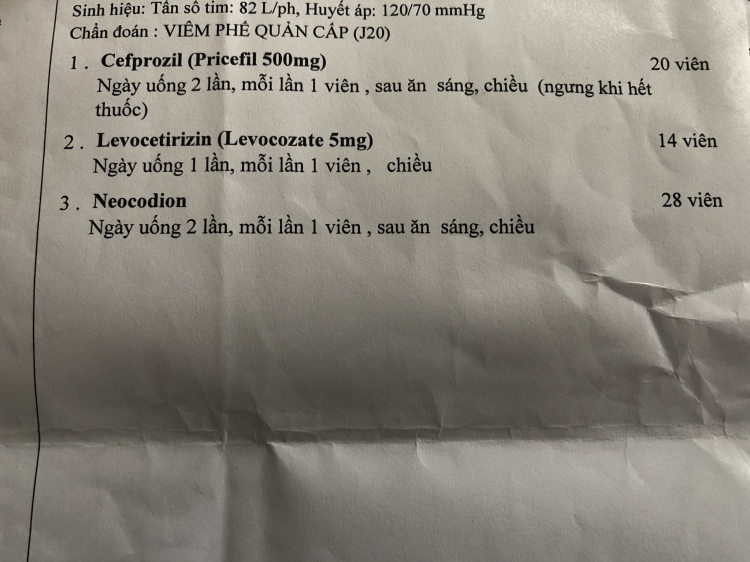 Sinh hiệu: Tần số tim: 82 L/ph, Huyết áp: 120/70 mmHg
Chẩn đoán : VIÊM PHẾ QUẢN CẤP (J20)
1 . Cefprozil (Pricefil 500mg) 20 viên
Ngày uống 2 lần, mỗi lần 1 viên , sau ăn sáng, chiều (ngưng khi hết
thuốc)
2 . Levocetirizin (Levocozate 5mg) 14 viên
Ngày uống 1 lần, mỗi lần 1 viên , chiều
3 . Neocodion 28 viên
Ngày uống 2 lần, mỗi lần 1 viên , sau ăn sáng, chiều